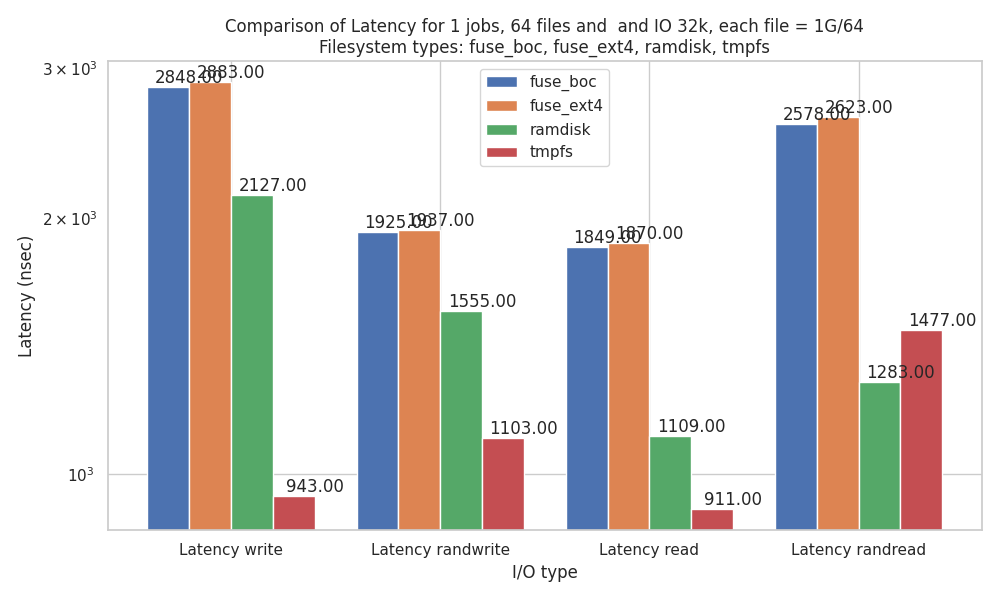 Comparison of Latency for 1 jobs, 64 files and  and IO 32k, each file = 1G/64
Filesystem types: fuse_boc, fuse_ext4, ramdisk, tmpfs
Latency (nsec)
3 × 10³
2 × 10³
10³
fuse_boc
fuse_ext4
ramdisk
tmpfs
2848.00
2883.00
2127.00
943.00
1925.00
1937.00
1555.00
1103.00
1849.00
1870.00
1109.00
911.00
2578.00
2623.00
1283.00
1477.00
Latency write
Latency randwrite
Latency read
Latency randread
I/O type